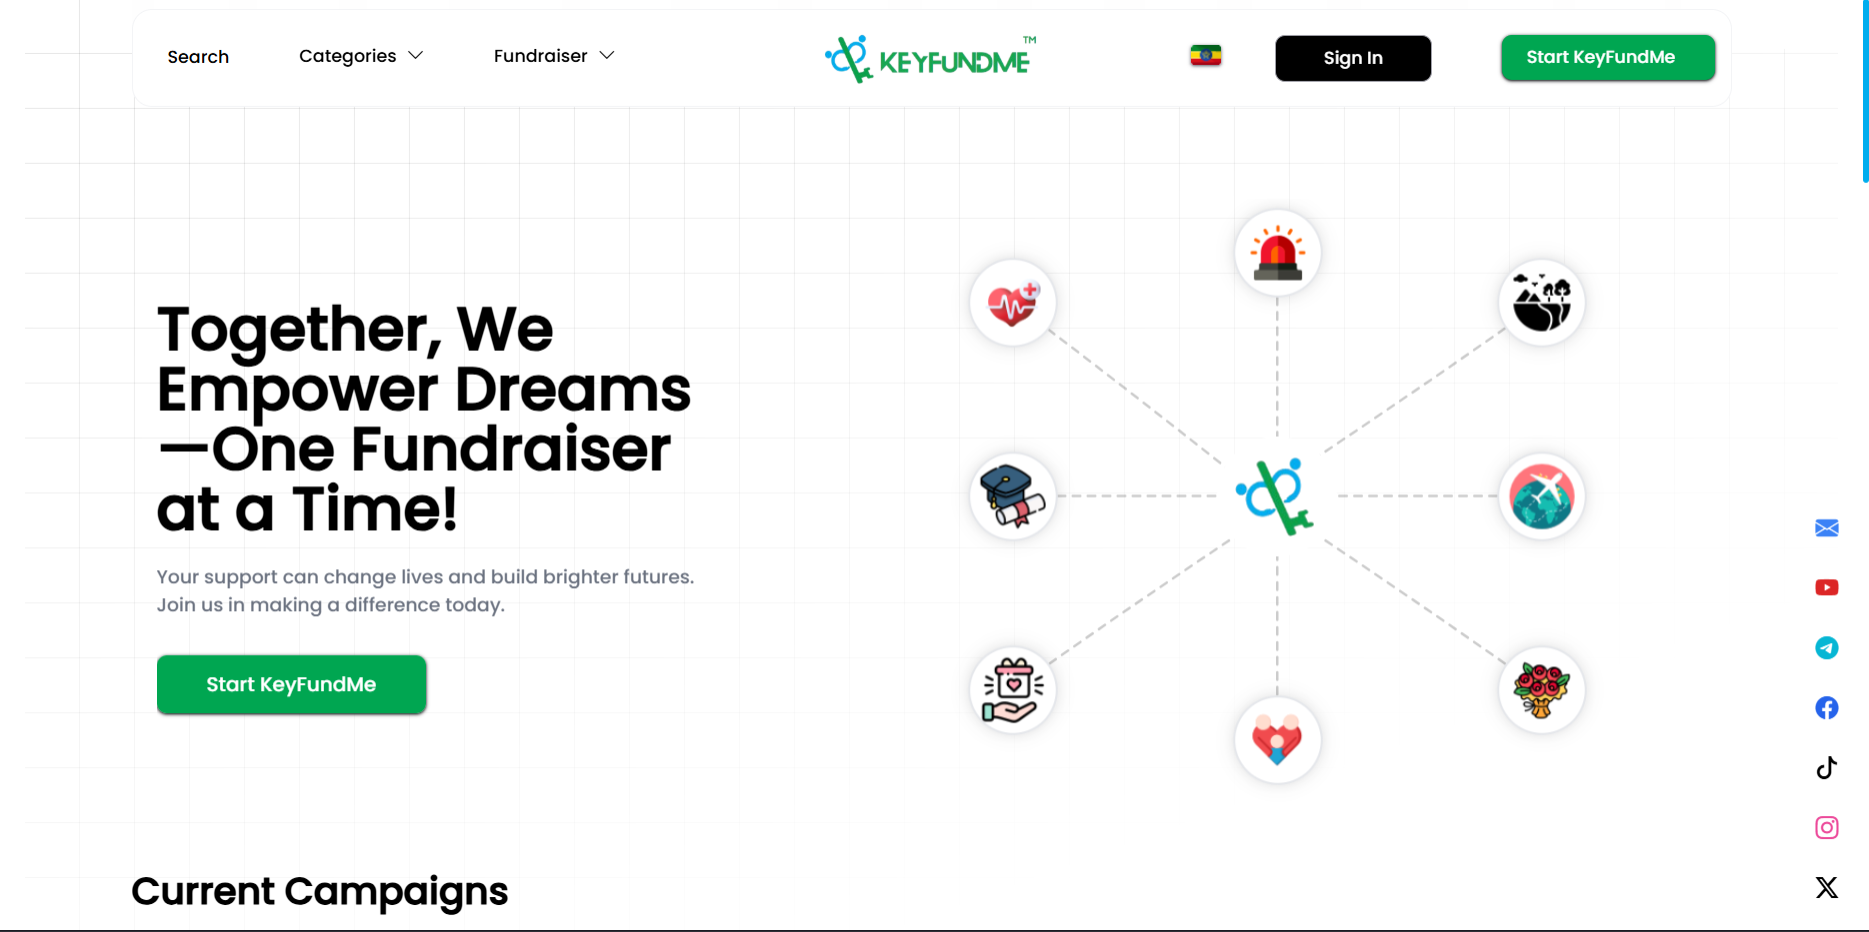 Search
Categories
Fundraiser
KEYFUNDME™
Sign In
Start KeyFundMe
Together, We
Empower Dreams
—One Fundraiser
at a Time!
Your support can change lives and build brighter futures.
Join us in making a difference today.
Start KeyFundMe
Current Campaigns